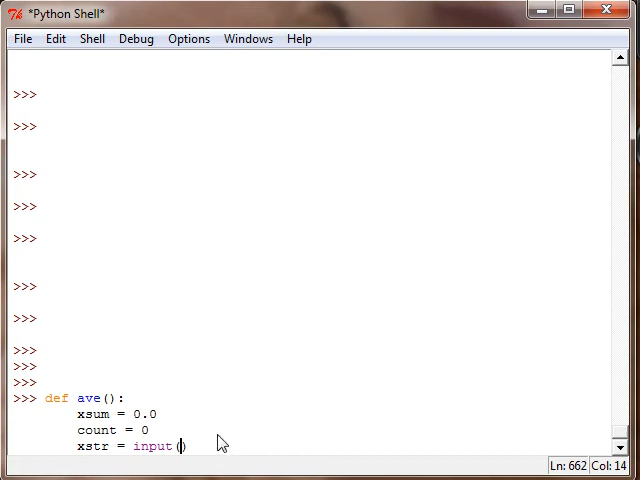 *Python Shell*
File Edit Shell Debug Options Windows Help
>>>
>>>
>>>
>>>
>>>
>>>
>>>
>>>
>>>
>>>
>>> def ave():
xsum = 0.0
count = 0
xstr = input()
Ln: 662 Col: 14